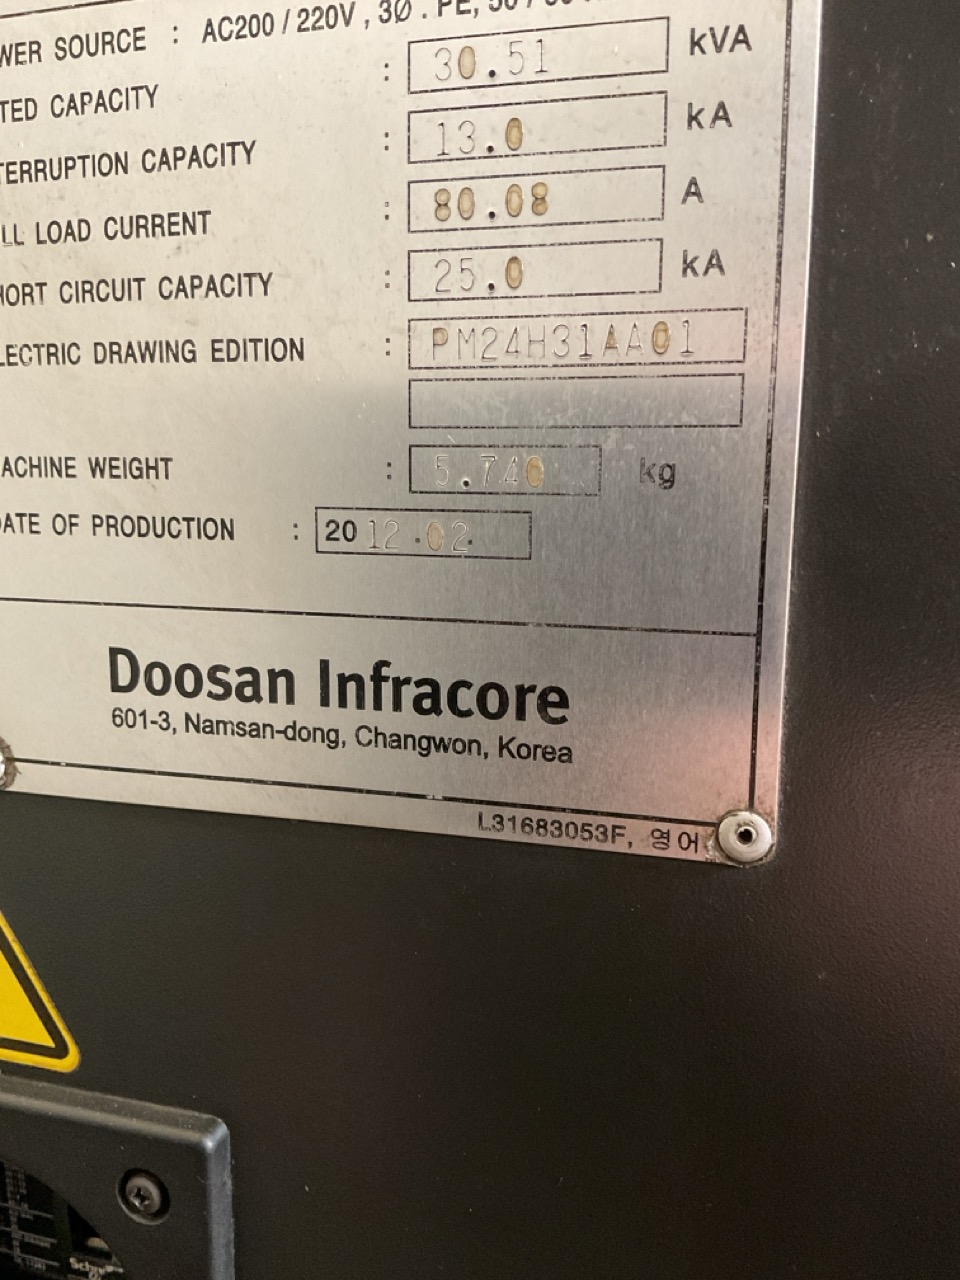 WER SOURCE : AC200 / 220V , 3Ø . PE, 50 / 60
TED CAPACITY : 30.51 kVA
TERRUPTION CAPACITY : 13.0 kA
LL LOAD CURRENT : 80.08 A
HORT CIRCUIT CAPACITY : 25.0 kA
LECTRIC DRAWING EDITION : PM24H31AA01
ACHINE WEIGHT : 5.740 kg
DATE OF PRODUCTION : 2012.02.
Doosan Infracore
601-3, Namsan-dong, Changwon, Korea
L31683053F, 영어